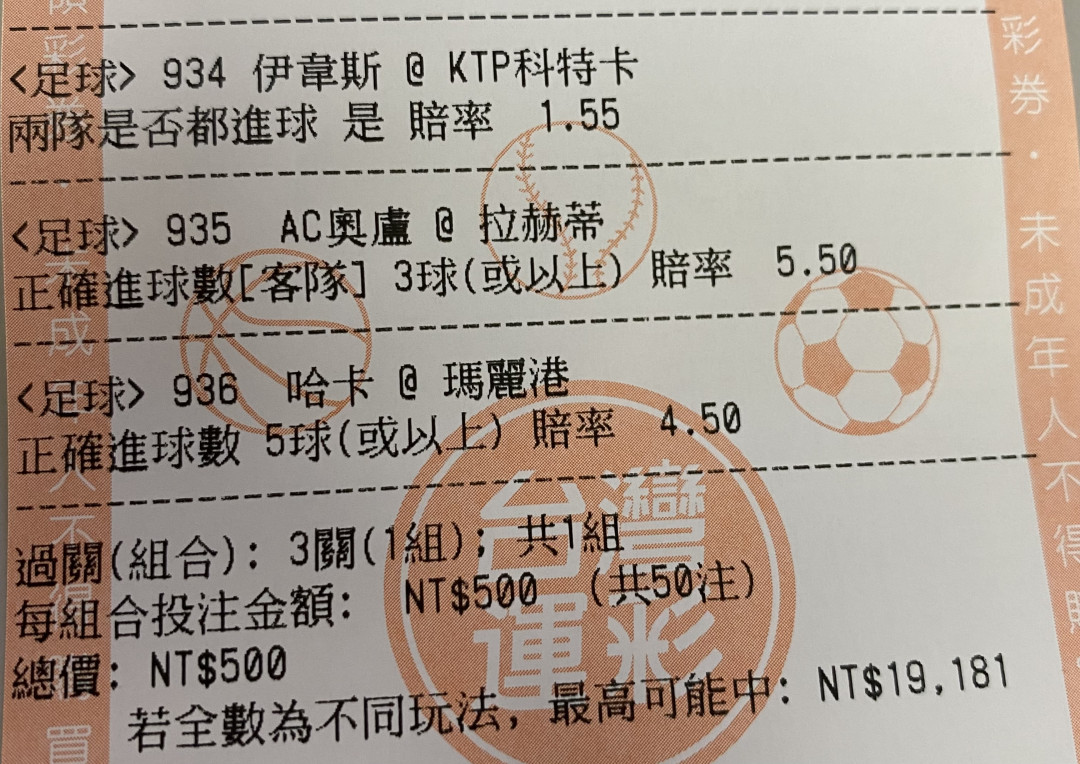 <足球> 934 伊韋斯 @ KTP科特卡
兩隊是否都進球 是 賠率 1.55
<足球> 935 AC奧盧 @ 拉赫蒂
正確進球數[客隊] 3球(或以上) 賠率 5.50
<足球> 936 哈卡 @ 瑪麗港
正確進球數 5球(或以上) 賠率 4.50
過關(組合): 3關(1組); 共1組
每組合投注金額: NT$500 (共50注)
總價: NT$500
若全數為不同玩法, 最高可能中: NT$19,181
台灣
運彩
彩券·未成年人不得購